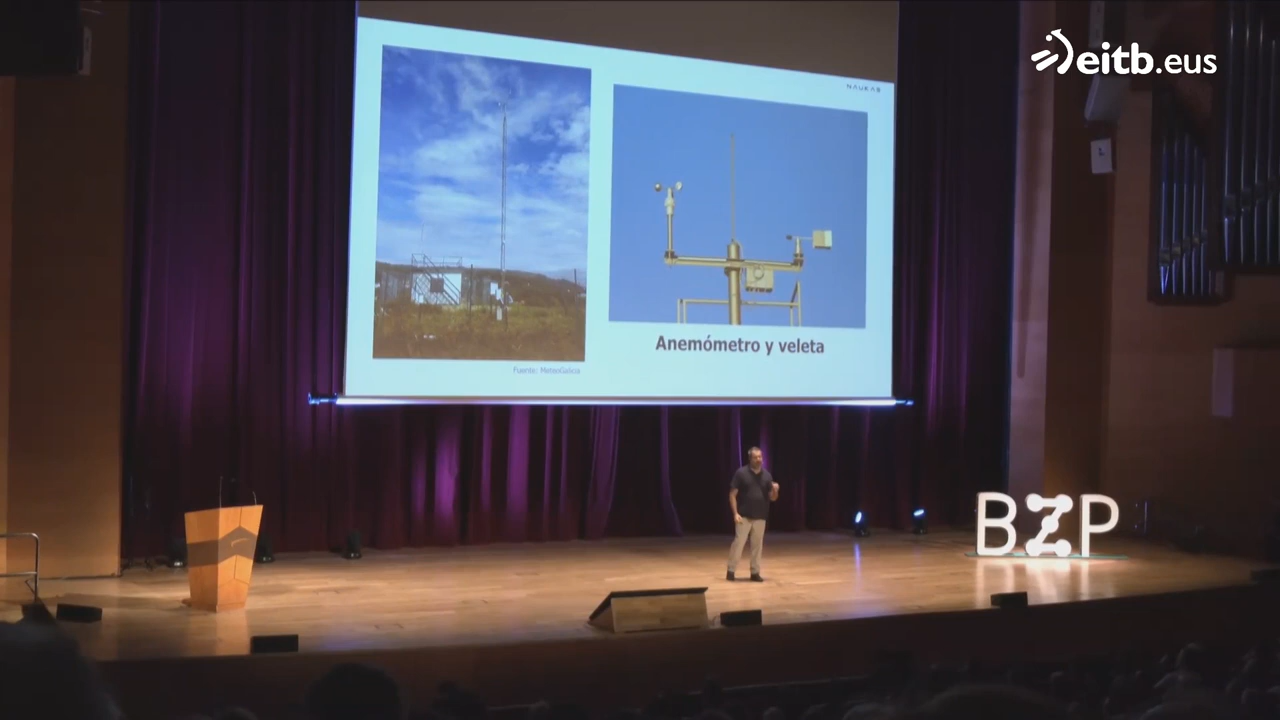 eitb.eus
NAUKAS
Anemómetro y veleta
Fuente: MeteoGalicia
BZP